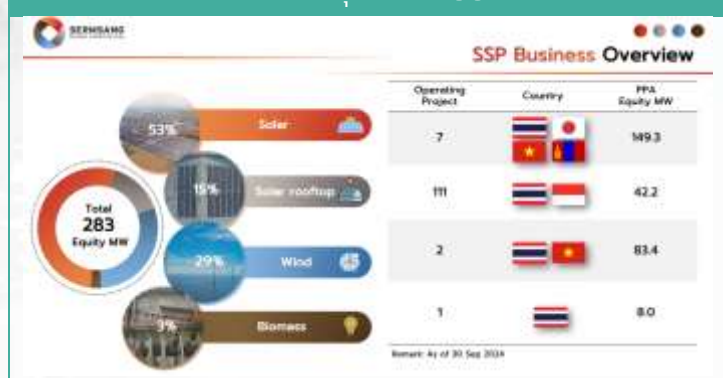 SERMSANG
SSP Business Overview
Operating Project
Country
PPA Equity MW
53%
Solar
7
149.3
15%
Solar rooftop
111
42.2
Total
283
Equity MW
29%
Wind
2
83.4
3%
Biomass
1
8.0
Remark: As of 30 Sep 2024